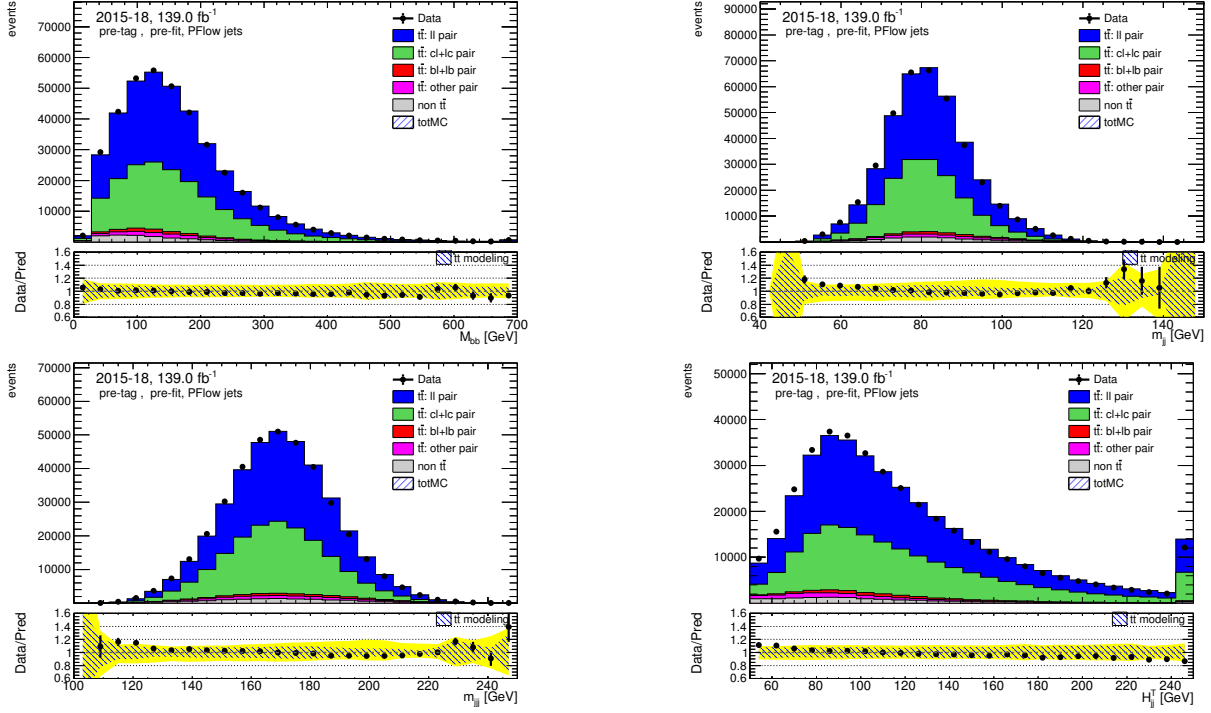 events
70000
60000
50000
40000
30000
20000
10000
2015-18, 139.0 fb⁻¹
pre-tag , pre-fit, PFlow jets
Data
tt̄: ll pair
tt̄: cl+lc pair
tt̄: bl+lb pair
tt̄: other pair
non tt̄
totMC
Data/Pred
1.6
1.4
1.2
1
0.8
0.6
tt modeling
0 100 200 300 400 500 600 700
M_bb [GeV]
events
90000
80000
70000
60000
50000
40000
30000
20000
10000
2015-18, 139.0 fb⁻¹
pre-tag , pre-fit, PFlow jets
Data
tt̄: ll pair
tt̄: cl+lc pair
tt̄: bl+lb pair
tt̄: other pair
non tt̄
totMC
Data/Pred
1.6
1.4
1.2
1
0.8
0.6
tt modeling
40 60 80 100 120 140
m_jj [GeV]
events
70000
60000
50000
40000
30000
20000
10000
2015-18, 139.0 fb⁻¹
pre-tag , pre-fit, PFlow jets
Data
tt̄: ll pair
tt̄: cl+lc pair
tt̄: bl+lb pair
tt̄: other pair
non tt̄
totMC
Data/Pred
1.6
1.4
1.2
1
0.8
0.6
tt modeling
100 120 140 160 180 200 220 240
m_jjj [GeV]
events
50000
40000
30000
20000
10000
2015-18, 139.0 fb⁻¹
pre-tag , pre-fit, PFlow jets
Data
tt̄: ll pair
tt̄: cl+lc pair
tt̄: bl+lb pair
tt̄: other pair
non tt̄
totMC
Data/Pred
1.6
1.4
1.2
1
0.8
0.6
tt modeling
60 80 100 120 140 160 180 200 220 240
H_jj^T [GeV]